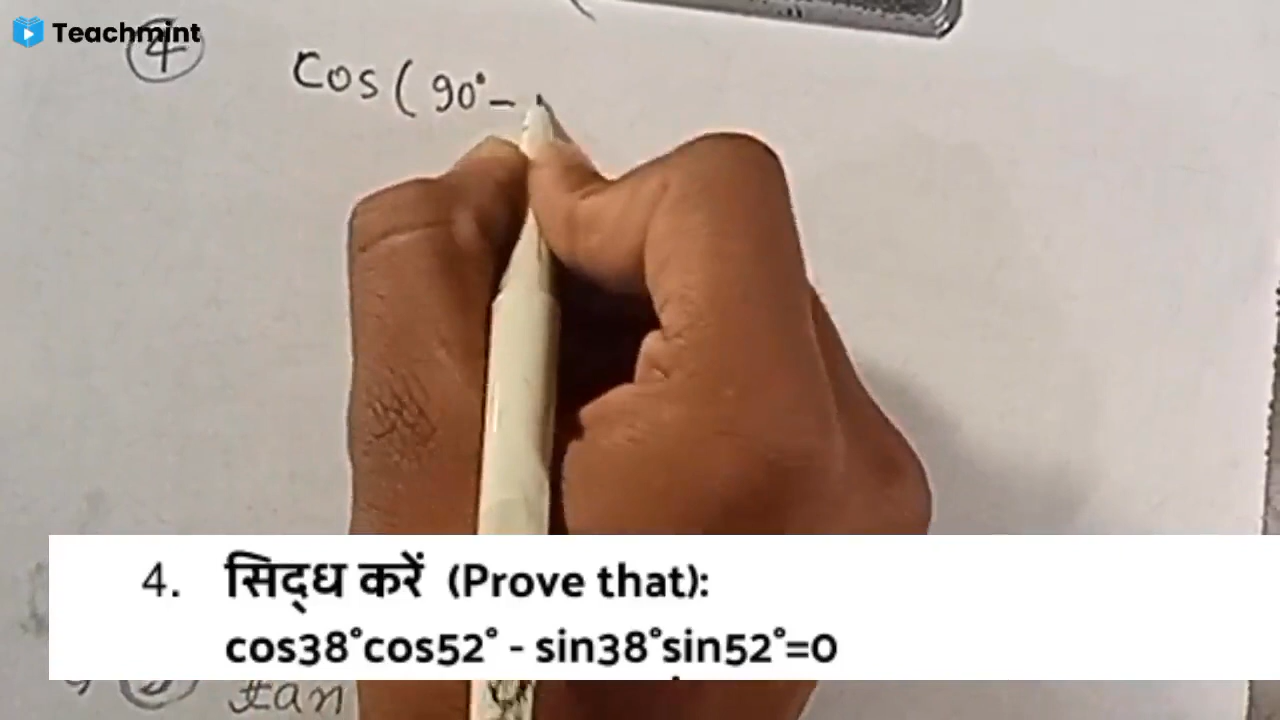 Teachmint
4 cos(90°-
4. सिद्ध करें (Prove that):
cos38°cos52° - sin38°sin52°=0
tan